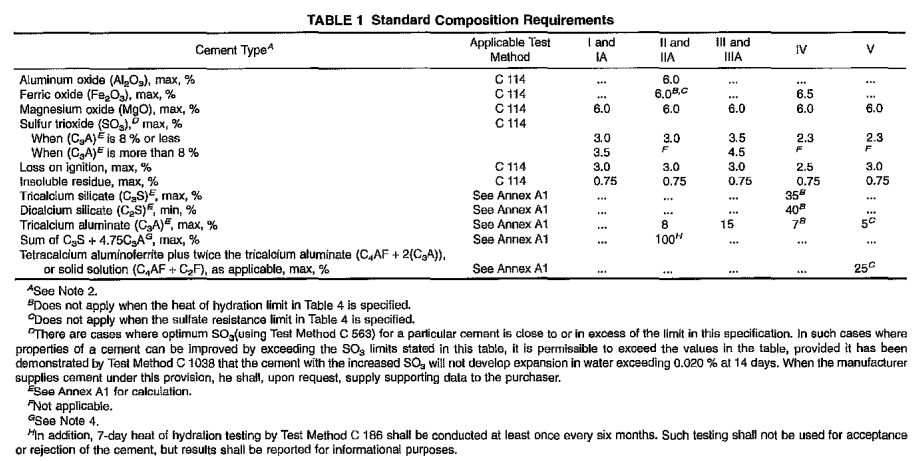 TABLE 1 Standard Composition Requirements
Cement Type^A Applicable Test Method I and IA II and IIA III and IIIA IV V
Aluminum oxide (Al₂O₃), max, % C 114 ... 6.0 ... ... ...
Ferric oxide (Fe₂O₃), max, % C 114 ... 6.0^B,C ... 6.5 ...
Magnesium oxide (MgO), max, % C 114 6.0 6.0 6.0 6.0 6.0
Sulfur trioxide (SO₃),^D max, % C 114
When (C₃A)^E is 8 % or less 3.0 3.0 3.5 2.3 2.3
When (C₃A)^E is more than 8 % 3.5 F 4.5 F F
Loss on ignition, max, % C 114 3.0 3.0 3.0 2.5 3.0
Insoluble residue, max, % C 114 0.75 0.75 0.75 0.75 0.75
Tricalcium silicate (C₃S)^E, max, % See Annex A1 ... ... ... 35^B ...
Dicalcium silicate (C₂S)^E, min, % See Annex A1 ... ... ... 40^B ...
Tricalcium aluminate (C₃A)^E, max, % See Annex A1 ... 8 15 7^B 5^C
Sum of C₃S + 4.75C₃A^G, max, % See Annex A1 ... 100^H ... ... ...
Tetracalcium aluminoferrite plus twice the tricalcium aluminate (C₄AF + 2(C₃A)),
or solid solution (C₄AF + C₂F), as applicable, max, % See Annex A1 ... ... ... ... 25^C
^A See Note 2.
^B Does not apply when the heat of hydration limit in Table 4 is specified.
^C Does not apply when the sulfate resistance limit in Table 4 is specified.
^D There are cases where optimum SO₃(using Test Method C 563) for a particular cement is close to or in excess of the limit in this specification. In such cases where
properties of a cement can be improved by exceeding the SO₃ limits stated in this table, it is permissible to exceed the values in the table, provided it has been
demonstrated by Test Method C 1038 that the cement with the increased SO₃ will not develop expansion in water exceeding 0.020 % at 14 days. When the manufacturer
supplies cement under this provision, he shall, upon request, supply supporting data to the purchaser.
^E See Annex A1 for calculation.
^F Not applicable.
^G See Note 4.
^H In addition, 7-day heat of hydration testing by Test Method C 186 shall be conducted at least once every six months. Such testing shall not be used for acceptance
or rejection of the cement, but results shall be reported for informational purposes.